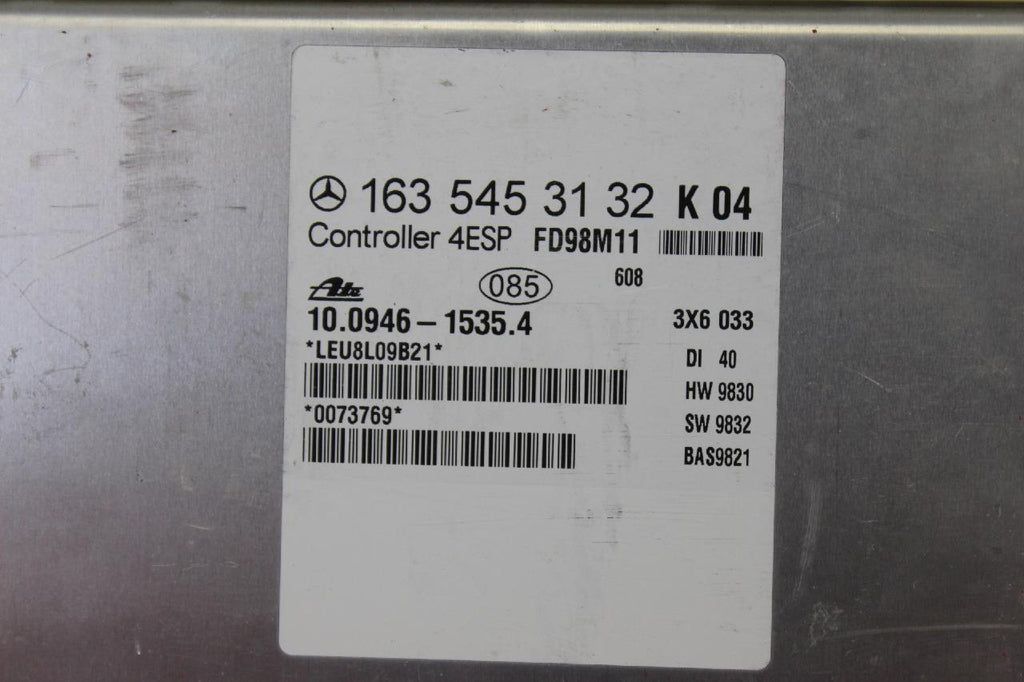 163 545 31 32 K 04
Controller 4ESP FD98M11
608
Ate 085
10.0946-1535.4 3X6 033
*LEU8L09B21* DI 40
HW 9830
*0073769* SW 9832
BAS9821